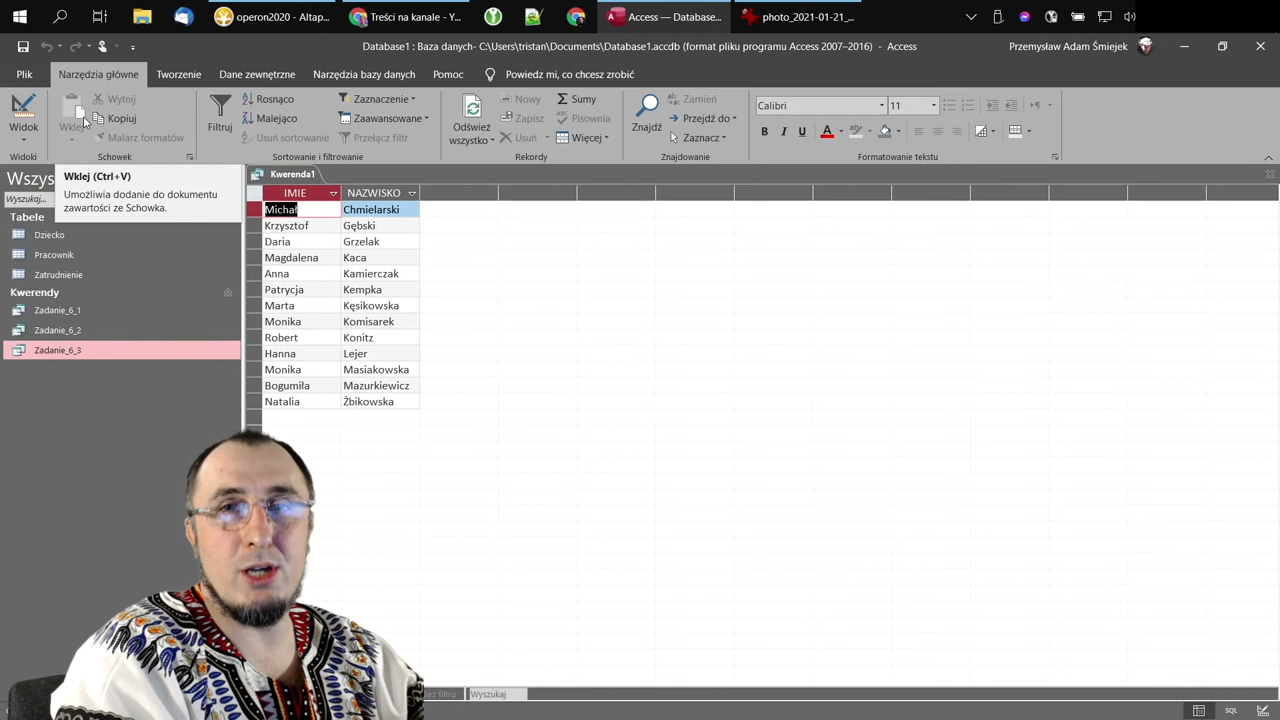 operon2020 - Altap...
Treści na kanale - Y...
Access — Database...
photo_2021-01-21_...
Database1 : Baza danych- C:\Users\tristan\Documents\Database1.accdb (format pliku programu Access 2007–2016) - Access
Przemysław Adam Śmiejek
Plik Narzędzia główne Tworzenie Dane zewnętrzne Narzędzia bazy danych Pomoc Powiedz mi, co chcesz zrobić
Widok
Widoki
Wklej
Wytnij
Kopiuj
Malarz formatów
Schowek
Filtruj
Rosnąco
Malejąco
Usuń sortowanie
Zaznaczenie
Zaawansowane
Przełącz filtr
Sortowanie i filtrowanie
Odśwież
wszystko
Nowy
Zapisz
Usuń
Sumy
Pisownia
Więcej
Rekordy
Znajdź
Zamień
Przejdź do
Zaznacz
Znajdowanie
Calibri 11
B I U A
Formatowanie tekstu
Wklej (Ctrl+V)
Umożliwia dodanie do dokumentu
zawartości ze Schowka.
Wszys
Wyszukaj...
Tabele
Dziecko
Pracownik
Zatrudnienie
Kwerendy
Zadanie_6_1
Zadanie_6_2
Zadanie_6_3
Kwerenda1
IMIE NAZWISKO
Michał Chmielarski
Krzysztof Gębski
Daria Grzelak
Magdalena Kaca
Anna Kamierczak
Patrycja Kempka
Marta Kęsikowska
Monika Komisarek
Robert Konitz
Hanna Lejer
Monika Masiakowska
Bogumiła Mazurkiewicz
Natalia Żbikowska
filtru Wyszukaj
SQL